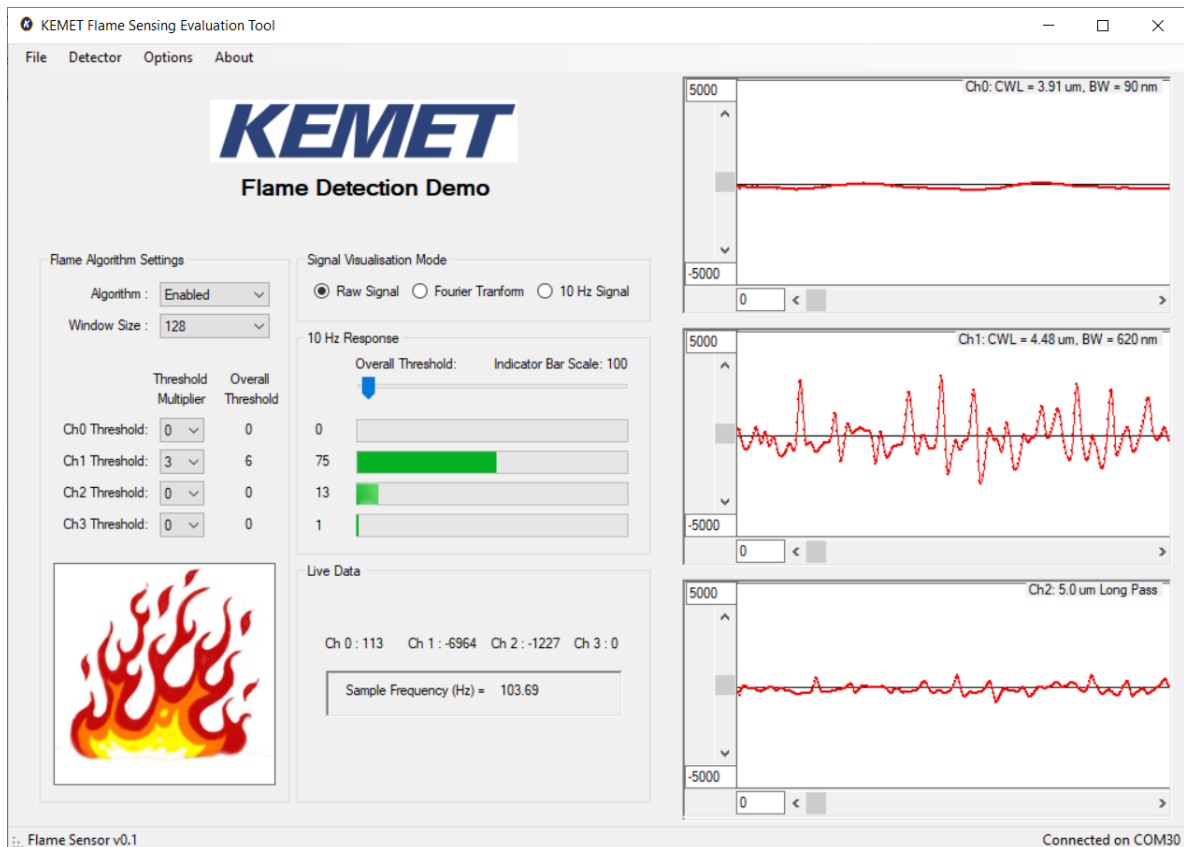 KEMET Flame Sensing Evaluation Tool
File Detector Options About
KEMET
Flame Detection Demo
Flame Algorithm Settings
Algorithm : Enabled
Window Size : 128
Threshold Multiplier Overall Threshold
Ch0 Threshold: 0 0
Ch1 Threshold: 3 6
Ch2 Threshold: 0 0
Ch3 Threshold: 0 0
Signal Visualisation Mode
Raw Signal Fourier Tranform 10 Hz Signal
10 Hz Response
Overall Threshold: Indicator Bar Scale: 100
0
75
13
1
Live Data
Ch 0 : 113 Ch 1 : -6964 Ch 2 : -1227 Ch 3 : 0
Sample Frequency (Hz) = 103.69
5000
Ch0: CWL = 3.91 um, BW = 90 nm
-5000
0
5000
Ch1: CWL = 4.48 um, BW = 620 nm
-5000
0
5000
Ch2: 5.0 um Long Pass
-5000
0
Flame Sensor v0.1
Connected on COM30